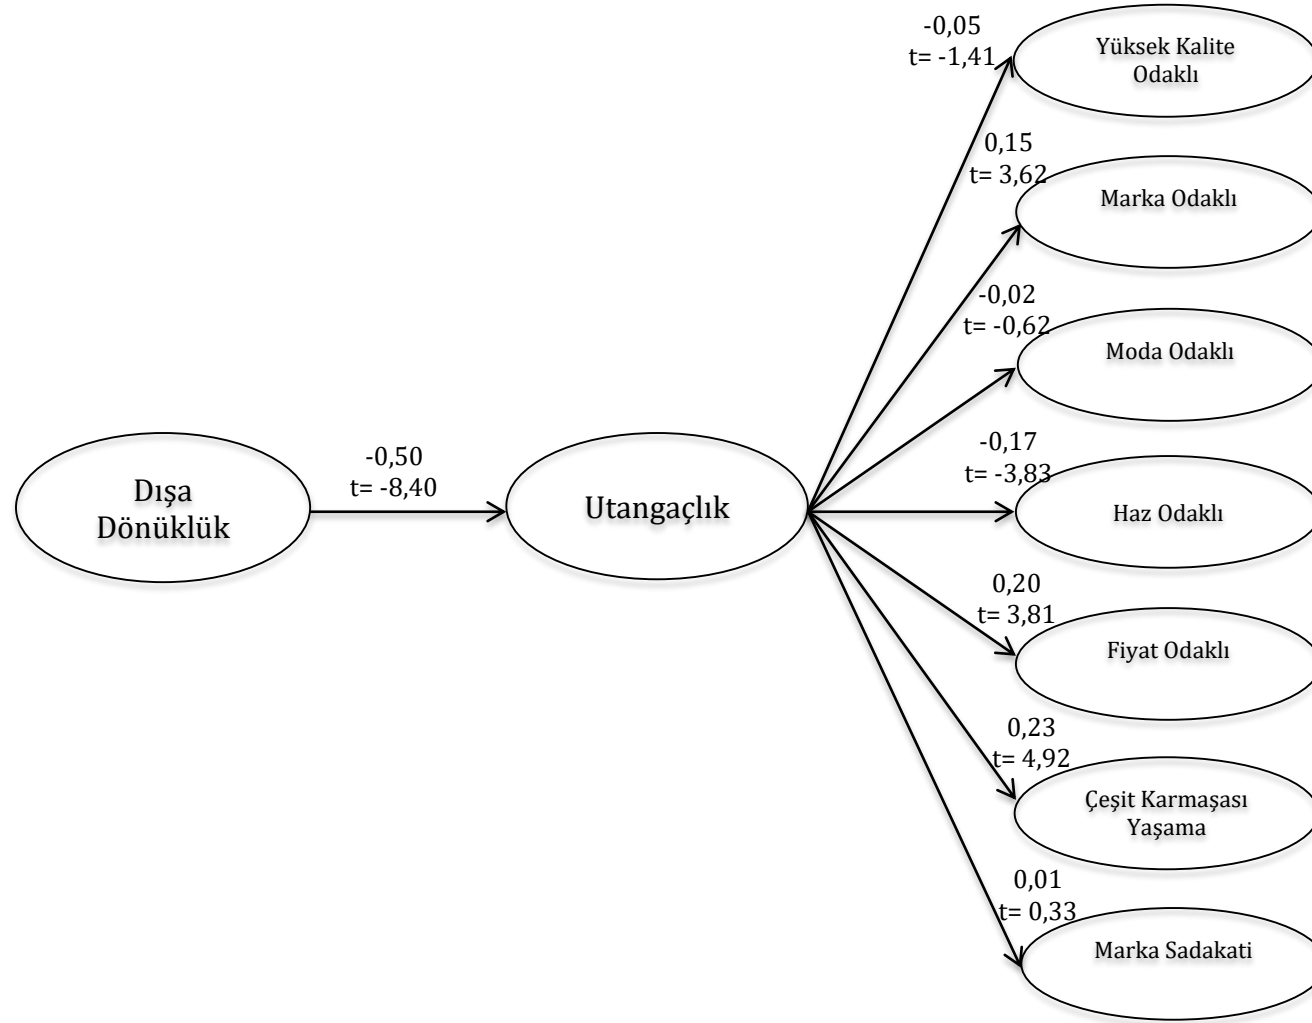 -0,05
t= -1,41
Yüksek Kalite
Odaklı
0,15
t= 3,62
Marka Odaklı
-0,02
t= -0,62
Moda Odaklı
-0,50
t= -8,40
Dışa
Dönüklük
Utangaçlık
-0,17
t= -3,83
Haz Odaklı
0,20
t= 3,81
Fiyat Odaklı
0,23
t= 4,92
Çeşit Karmaşası
Yaşama
0,01
t= 0,33
Marka Sadakati